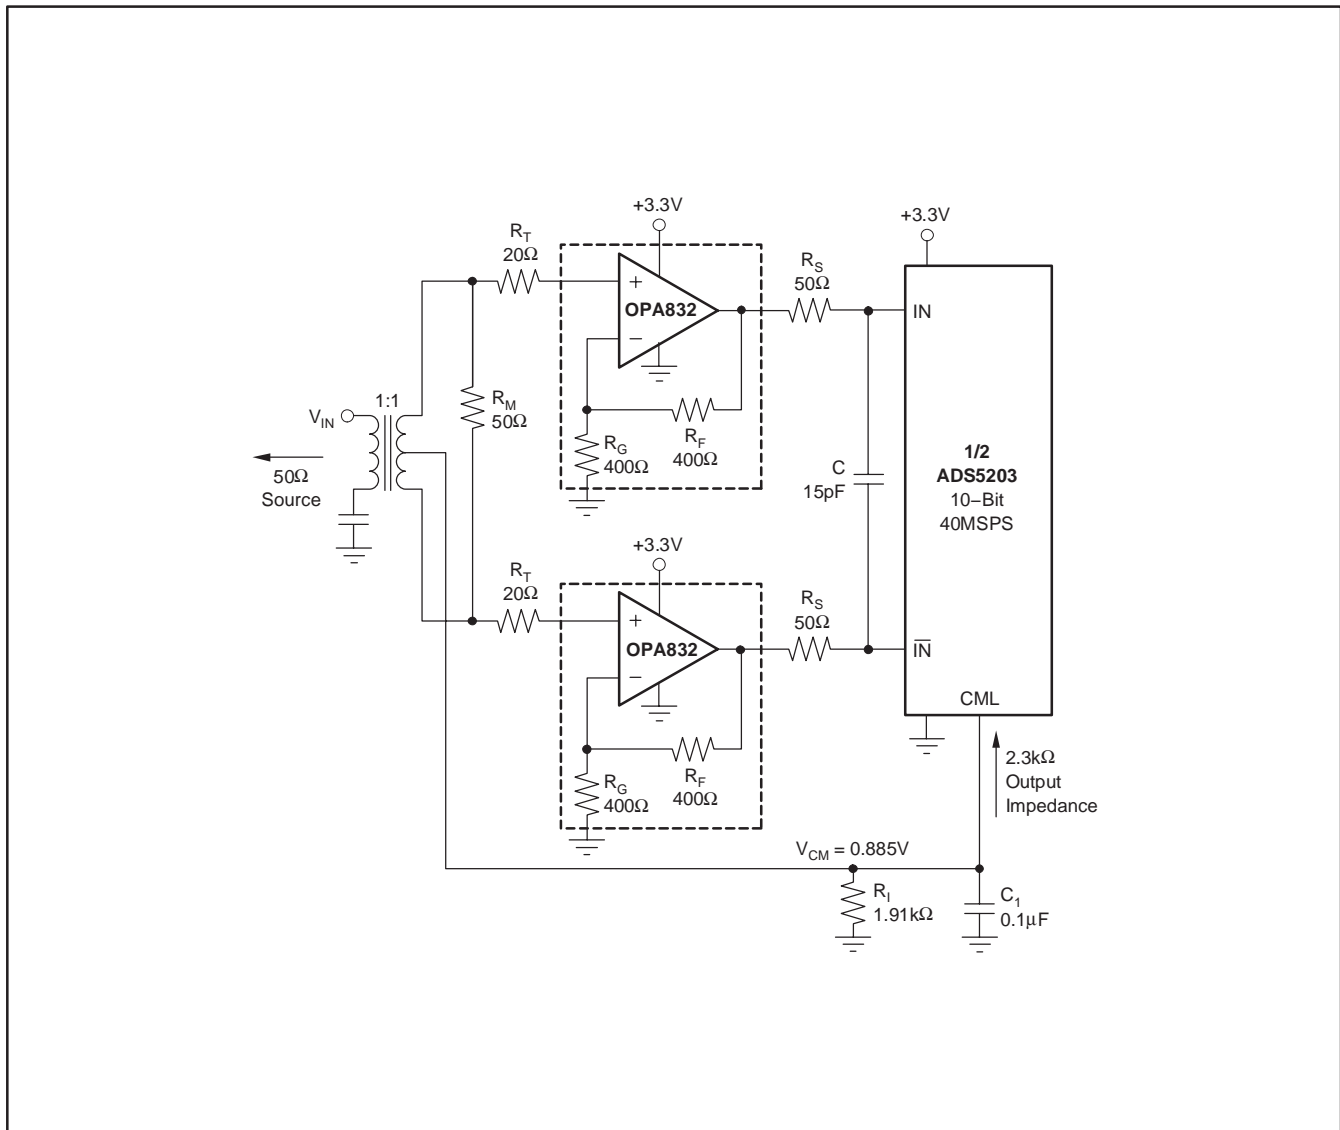 +3.3V
+3.3V
R_T
20Ω
R_S
50Ω
+
OPA832
−
IN
1:1
V_IN
R_M
50Ω
R_F
400Ω
R_G
400Ω
50Ω
Source
C
15pF
1/2
ADS5203
10−Bit
40MSPS
+3.3V
R_T
20Ω
R_S
50Ω
+
OPA832
−
I̅N̅
CML
R_F
400Ω
R_G
400Ω
2.3kΩ
Output
Impedance
V_CM = 0.885V
R_I
1.91kΩ
C_1
0.1μF